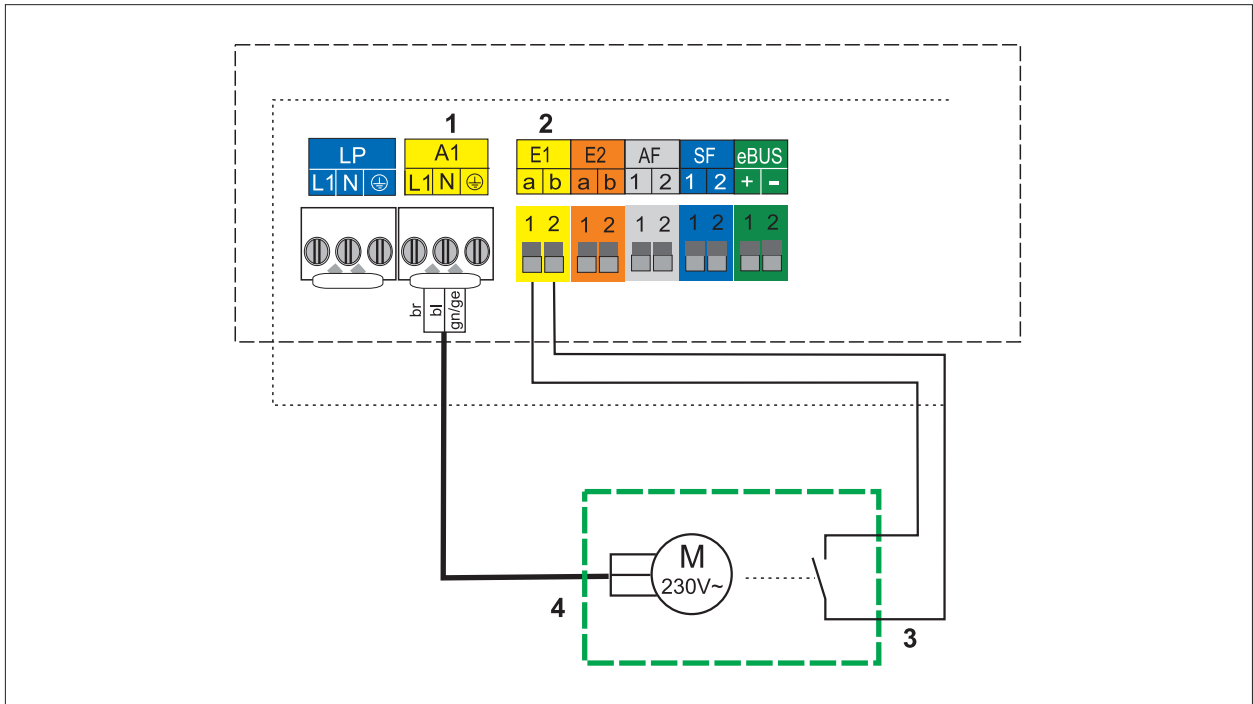 1 2
LP A1 E1 E2 AF SF eBUS
L1 N L1 N a b a b 1 2 1 2 + -
1 2 1 2 1 2 1 2 1 2
br bl gn/ge
M
230V~
4
3